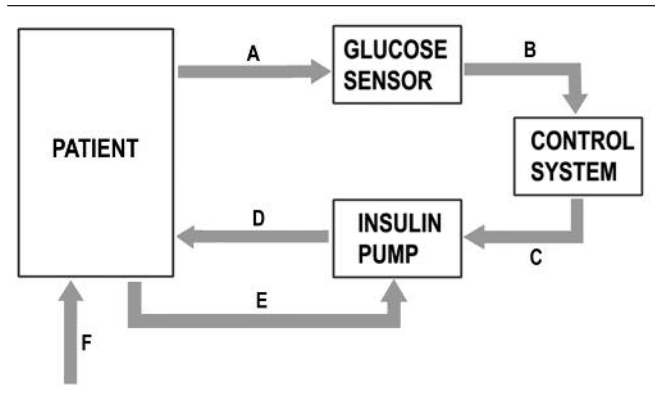 A
GLUCOSE
SENSOR
B
PATIENT
CONTROL
SYSTEM
D
INSULIN
PUMP
C
E
F